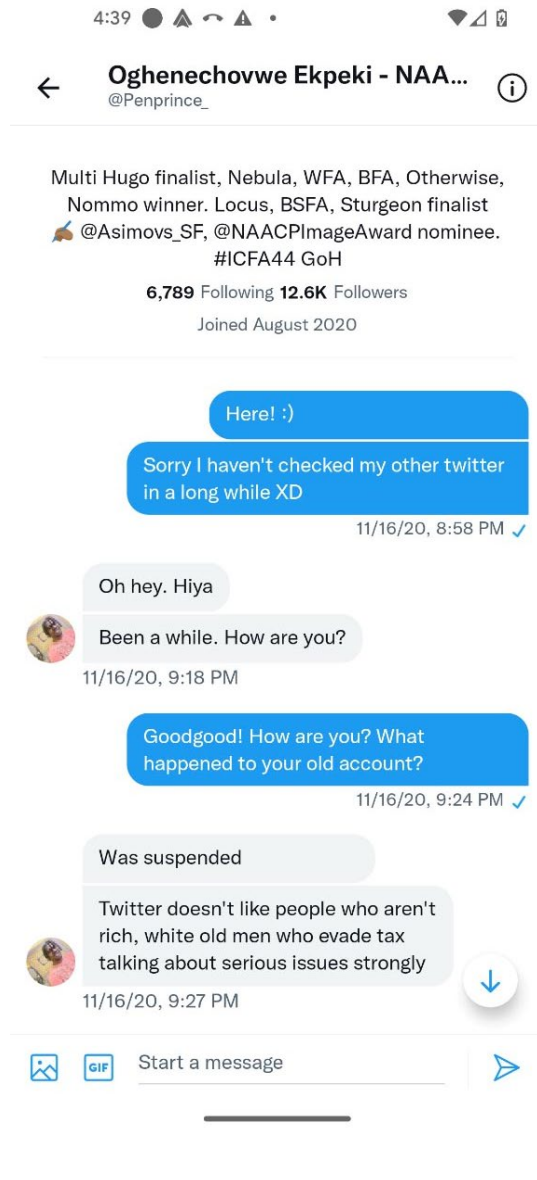 4:39
Oghenechovwe Ekpeki - NAA...
@Penprince_
Multi Hugo finalist, Nebula, WFA, BFA, Otherwise,
Nommo winner. Locus, BSFA, Sturgeon finalist
✍🏾 @Asimovs_SF, @NAACPImageAward nominee.
#ICFA44 GoH
6,789 Following 12.6K Followers
Joined August 2020
Here! :)
Sorry I haven't checked my other twitter
in a long while XD
11/16/20, 8:58 PM
Oh hey. Hiya
Been a while. How are you?
11/16/20, 9:18 PM
Goodgood! How are you? What
happened to your old account?
11/16/20, 9:24 PM
Was suspended
Twitter doesn't like people who aren't
rich, white old men who evade tax
talking about serious issues strongly
11/16/20, 9:27 PM
GIF Start a message